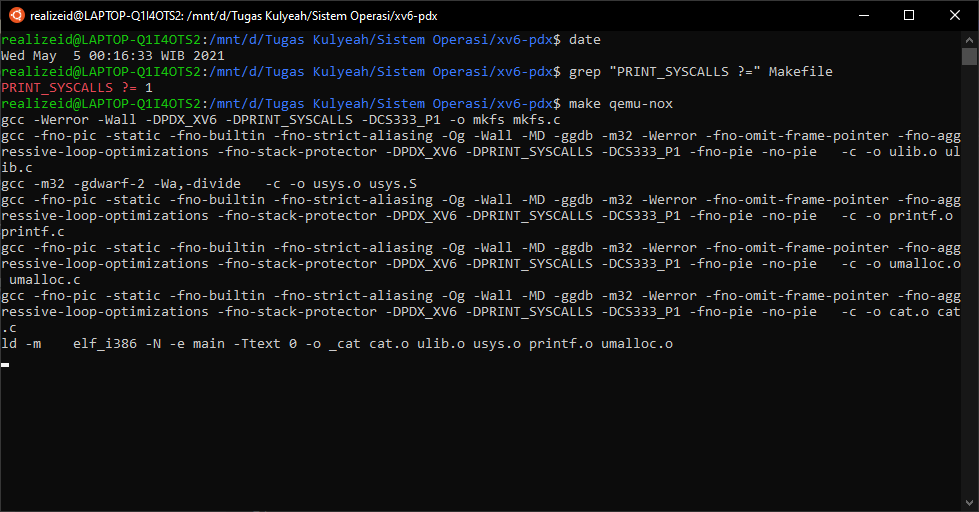 realizeid@LAPTOP-Q1I4OTS2: /mnt/d/Tugas Kulyeah/Sistem Operasi/xv6-pdx
realizeid@LAPTOP-Q1I4OTS2:/mnt/d/Tugas Kulyeah/Sistem Operasi/xv6-pdx$ date
Wed May  5 00:16:33 WIB 2021
realizeid@LAPTOP-Q1I4OTS2:/mnt/d/Tugas Kulyeah/Sistem Operasi/xv6-pdx$ grep "PRINT_SYSCALLS ?=" Makefile
PRINT_SYSCALLS ?= 1
realizeid@LAPTOP-Q1I4OTS2:/mnt/d/Tugas Kulyeah/Sistem Operasi/xv6-pdx$ make qemu-nox
gcc -Werror -Wall -DPDX_XV6 -DPRINT_SYSCALLS -DCS333_P1 -o mkfs mkfs.c
gcc -fno-pic -static -fno-builtin -fno-strict-aliasing -Og -Wall -MD -ggdb -m32 -Werror -fno-omit-frame-pointer -fno-agg
ressive-loop-optimizations -fno-stack-protector -DPDX_XV6 -DPRINT_SYSCALLS -DCS333_P1 -fno-pie -no-pie   -c -o ulib.o ul
ib.c
gcc -m32 -gdwarf-2 -Wa,-divide   -c -o usys.o usys.S
gcc -fno-pic -static -fno-builtin -fno-strict-aliasing -Og -Wall -MD -ggdb -m32 -Werror -fno-omit-frame-pointer -fno-agg
ressive-loop-optimizations -fno-stack-protector -DPDX_XV6 -DPRINT_SYSCALLS -DCS333_P1 -fno-pie -no-pie   -c -o printf.o
printf.c
gcc -fno-pic -static -fno-builtin -fno-strict-aliasing -Og -Wall -MD -ggdb -m32 -Werror -fno-omit-frame-pointer -fno-agg
ressive-loop-optimizations -fno-stack-protector -DPDX_XV6 -DPRINT_SYSCALLS -DCS333_P1 -fno-pie -no-pie   -c -o umalloc.o
 umalloc.c
gcc -fno-pic -static -fno-builtin -fno-strict-aliasing -Og -Wall -MD -ggdb -m32 -Werror -fno-omit-frame-pointer -fno-agg
ressive-loop-optimizations -fno-stack-protector -DPDX_XV6 -DPRINT_SYSCALLS -DCS333_P1 -fno-pie -no-pie   -c -o cat.o cat
.c
ld -m    elf_i386 -N -e main -Ttext 0 -o _cat cat.o ulib.o usys.o printf.o umalloc.o